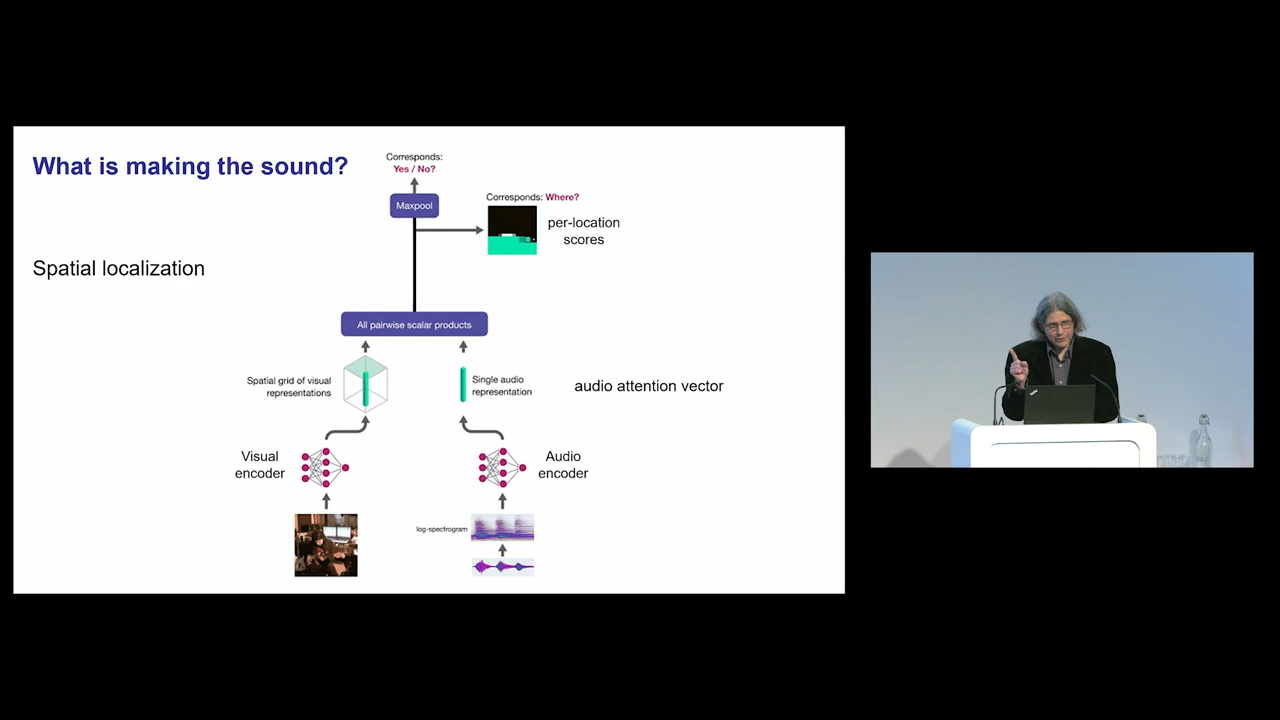 What is making the sound?
Corresponds:
Yes / No?
Maxpool
Corresponds: Where?
per-location
scores
Spatial localization
All pairwise scalar products
Spatial grid of visual
representations
Single audio
representation
audio attention vector
Visual
encoder
Audio
encoder
log-spectrogram